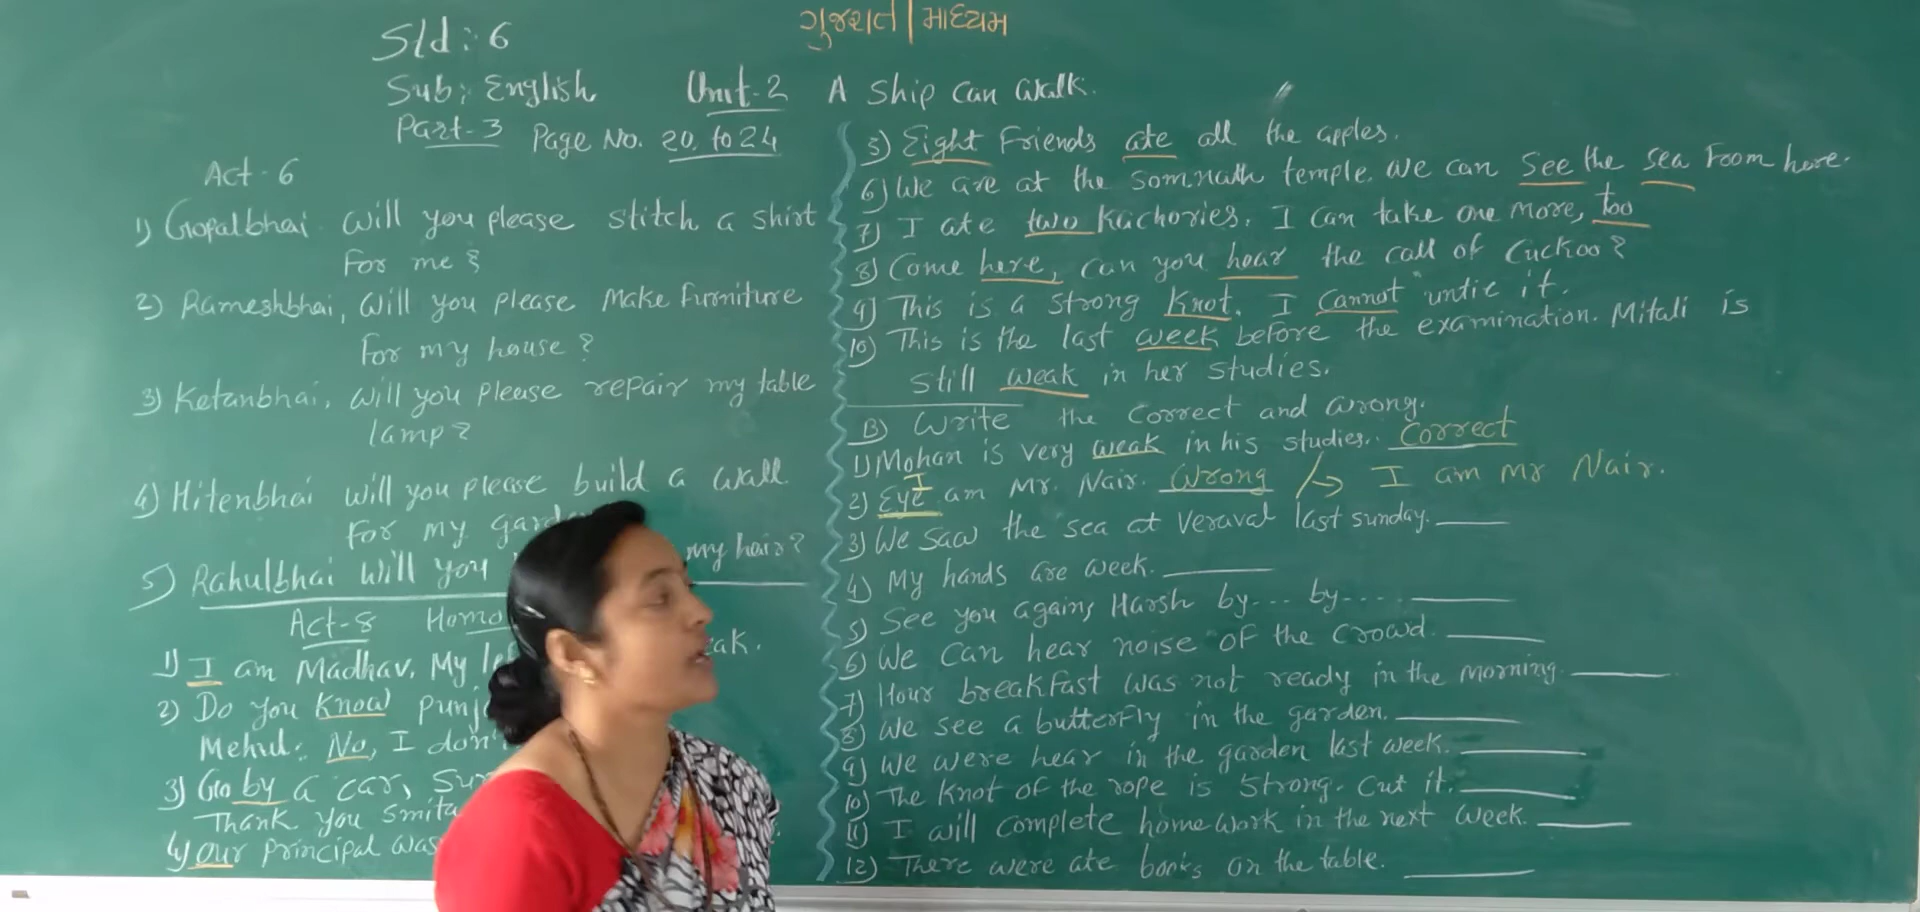 ગુજરાતી માધ્યમ
Std: 6
Sub: English Unit-2 A Ship can Walk.
Part-3 Page No. 20 to 24
Act-6
1) Gopalbhai will you please stitch a shirt
For me?
2) Rameshbhai, will you please make furniture
For my house?
3) Ketanbhai, will you please repair my table
lamp?
4) Hitenbhai will you please build a wall
For my
5) Rahulbhai will you my hair?
Act-8
1) I am Madhav. My
2) Do you know
Mehul: No, I don't
3) Go by a car,
Thank you Smita
4) Our principal was
5) Eight Friends ate all the apples.
6) We are at the Somnath temple. We can see the sea From here.
7) I ate two Kachories. I can take one more, too
8) Come here, can you hear the call of Cuckoo?
9) This is a strong Knot. I cannot untie it.
10) This is the last week before the examination. Mitali is
still weak in her studies.
B) Write the correct and wrong.
1) Mohan is very weak in his studies. Correct
I
2) Eye am Mr. Nair. Wrong → I am Mr Nair.
3) We saw the sea at Veraval last sunday. ____
4) My hands are week. ____
5) See you again, Harsh by... by.... ____
6) We can hear noise of the crowd. ____
7) Hour breakfast was not ready in the morning. ____
8) We see a butterfly in the garden. ____
9) We were hear in the garden last week. ____
10) The Knot of the rope is strong. Cut it. ____
11) I will complete homework in the next week. ____
12) There were ate books on the table. ____